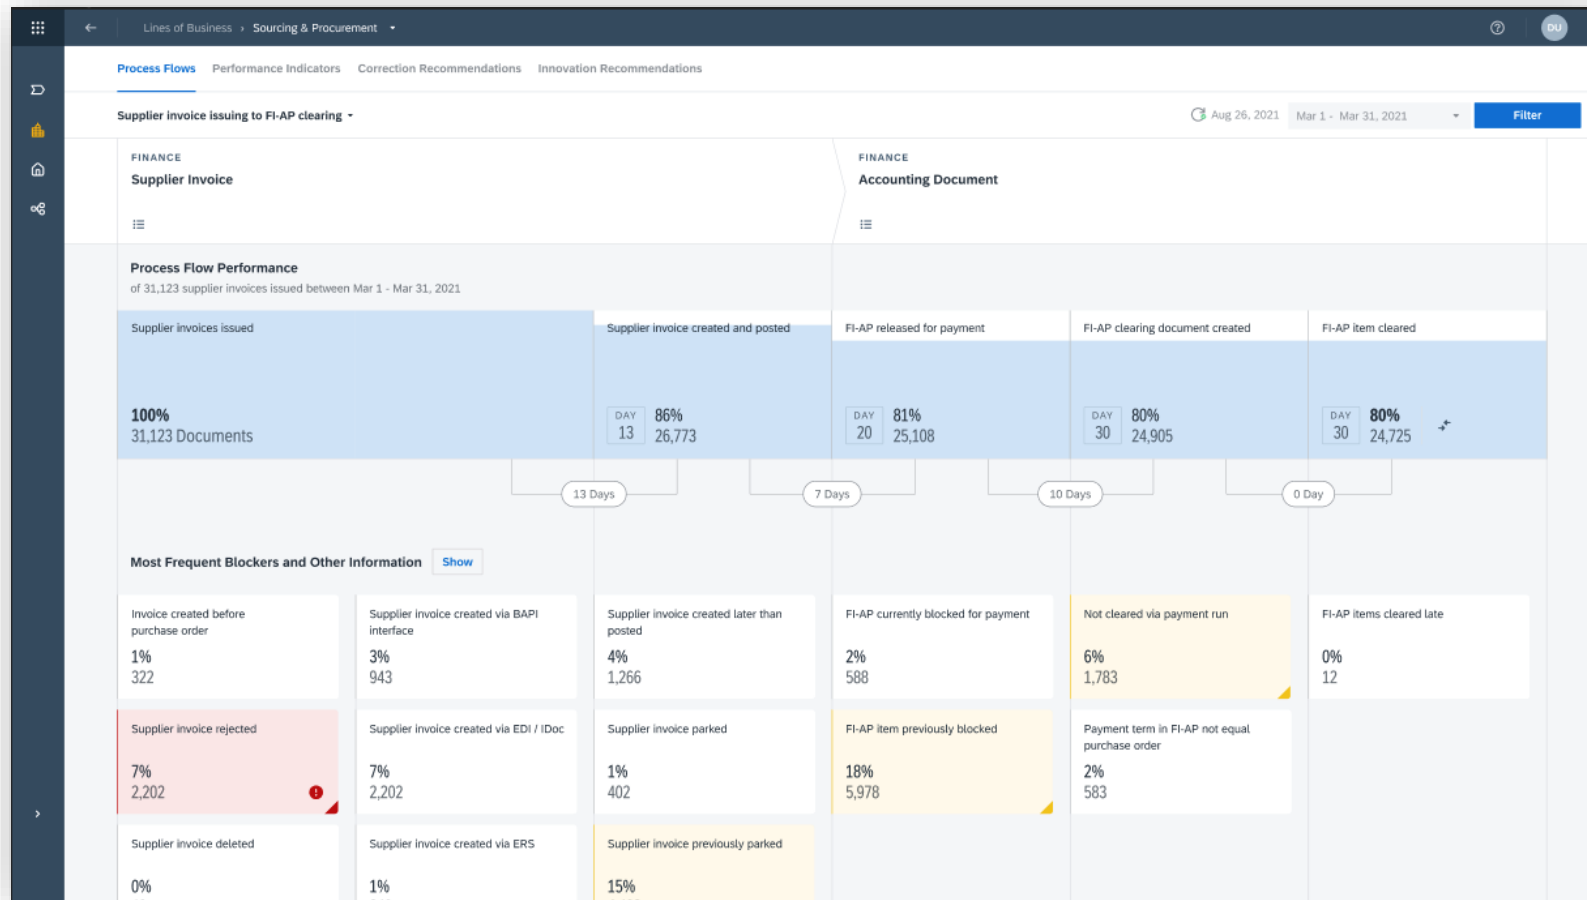 Lines of Business › Sourcing & Procurement
DU
Process Flows Performance Indicators Correction Recommendations Innovation Recommendations
Supplier invoice issuing to FI-AP clearing
Aug 26, 2021
Mar 1 - Mar 31, 2021
Filter
FINANCE
Supplier Invoice
FINANCE
Accounting Document
Process Flow Performance
of 31,123 supplier invoices issued between Mar 1 - Mar 31, 2021
Supplier invoices issued
100%
31,123 Documents
Supplier invoice created and posted
DAY
13
86%
26,773
FI-AP released for payment
DAY
20
81%
25,108
FI-AP clearing document created
DAY
30
80%
24,905
FI-AP item cleared
DAY
30
80%
24,725
13 Days
7 Days
10 Days
0 Day
Most Frequent Blockers and Other Information
Show
Invoice created before
purchase order
1%
322
Supplier invoice created via BAPI
interface
3%
943
Supplier invoice created later than
posted
4%
1,266
FI-AP currently blocked for payment
2%
588
Not cleared via payment run
6%
1,783
FI-AP items cleared late
0%
12
Supplier invoice rejected
7%
2,202
Supplier invoice created via EDI / IDoc
7%
2,202
Supplier invoice parked
1%
402
FI-AP item previously blocked
18%
5,978
Payment term in FI-AP not equal
purchase order
2%
583
Supplier invoice deleted
0%
Supplier invoice created via ERS
1%
Supplier invoice previously parked
15%